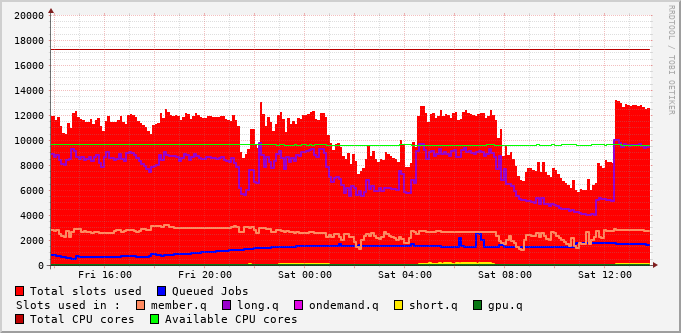 20000
18000
16000
14000
12000
10000
8000
6000
4000
2000
0
Fri 16:00 Fri 20:00 Sat 00:00 Sat 04:00 Sat 08:00 Sat 12:00
RRDTOOL / TOBI OETIKER
Total slots used Queued Jobs
Slots used in : member.q long.q ondemand.q short.q gpu.q
Total CPU cores Available CPU cores